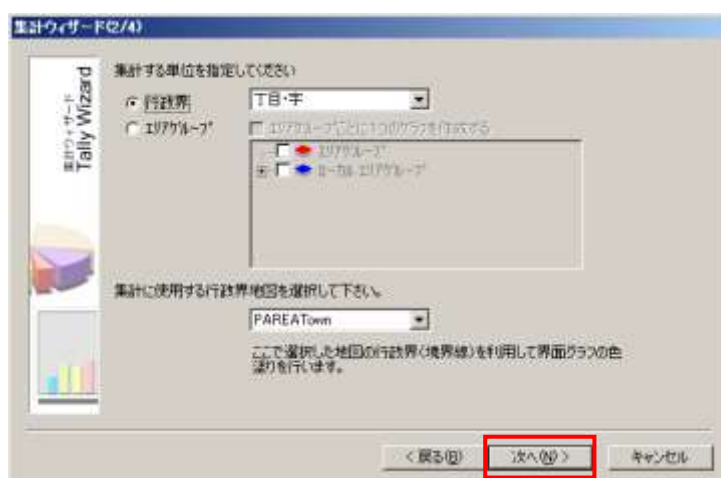 集計ウィザード(2/4)
集計ウィザード
Tally Wizard
集計する単位を指定してください
行政界
丁目・字
エリアグループ
エリアグループごとに1つのグラフを作成する
エリアグループ
ローカル エリアグループ
集計に使用する行政界地図を選択して下さい。
PAREATown
ここで選択した地図の行政界(境界線)を利用して界面グラフの色
塗りを行います。
< 戻る(B)
次へ(N) >
キャンセル